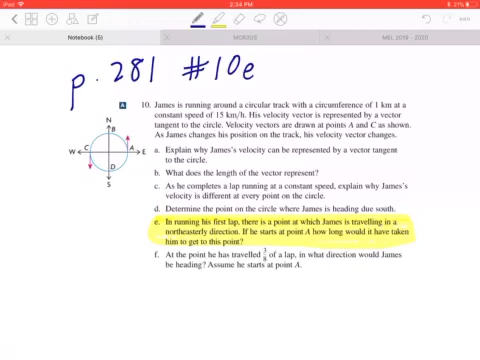 iPad
2:34 PM
21%
Notebook (5)
MORIUS
MEL 2019 - 2020
p. 281 #10e
A
10. James is running around a circular track with a circumference of 1 km at a
constant speed of 15 km/h. His velocity vector is represented by a vector
tangent to the circle. Velocity vectors are drawn at points A and C as shown.
As James changes his position on the track, his velocity vector changes.
N
B
W
C
A
E
D
S
a. Explain why James's velocity can be represented by a vector tangent
to the circle.
b. What does the length of the vector represent?
c. As he completes a lap running at a constant speed, explain why James's
velocity is different at every point on the circle.
d. Determine the point on the circle where James is heading due south.
e. In running his first lap, there is a point at which James is travelling in a
northeasterly direction. If he starts at point A how long would it have taken
him to get to this point?
f. At the point he has travelled 3/8 of a lap, in what direction would James
be heading? Assume he starts at point A.